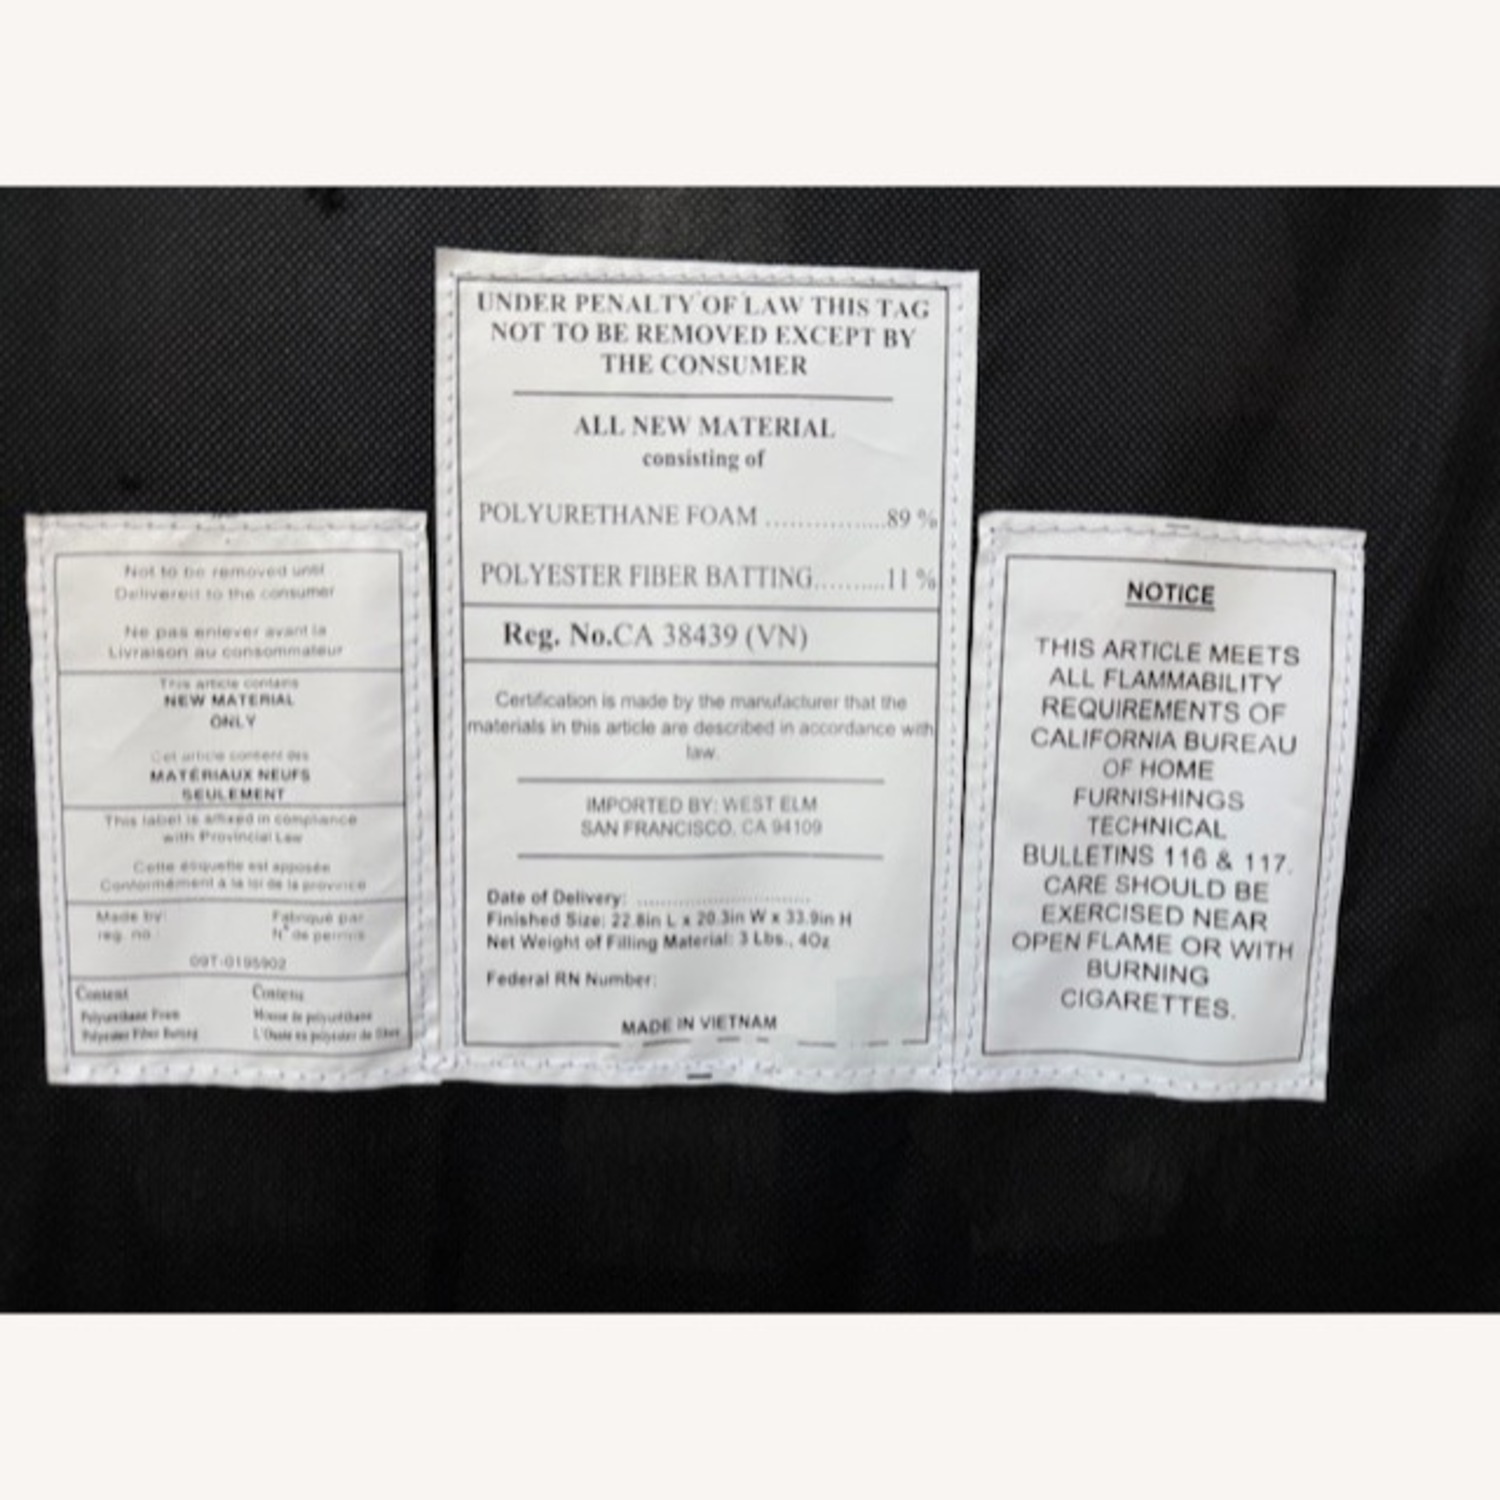 Not to be removed until
Delivered to the consumer
Ne pas enlever avant la
Livraison au consommateur
This article contains
NEW MATERIAL
ONLY
Cet article contient des
MATÉRIAUX NEUFS
SEULEMENT
This label is affixed in compliance
with Provincial Law
Cette étiquette est apposée
Conformément à la loi de la province
Made by: Fabriqué par
reg. no : N° de permis
09T-0195902
Content Contenu
Polyurethane Foam Mousse de polyuréthane
Polyester Fiber Batting L'Ouate en polyester de fibre
UNDER PENALTY OF LAW THIS TAG
NOT TO BE REMOVED EXCEPT BY
THE CONSUMER
ALL NEW MATERIAL
consisting of
POLYURETHANE FOAM ...............89 %
POLYESTER FIBER BATTING.........11 %
Reg. No.CA 38439 (VN)
Certification is made by the manufacturer that the
materials in this article are described in accordance with
law.
IMPORTED BY: WEST ELM
SAN FRANCISCO, CA 94109
Date of Delivery: ..............................
Finished Size: 22.8in L x 20.3in W x 33.9in H
Net Weight of Filling Material: 3 Lbs., 4Oz
Federal RN Number:
MADE IN VIETNAM
NOTICE
THIS ARTICLE MEETS
ALL FLAMMABILITY
REQUIREMENTS OF
CALIFORNIA BUREAU
OF HOME
FURNISHINGS
TECHNICAL
BULLETINS 116 & 117.
CARE SHOULD BE
EXERCISED NEAR
OPEN FLAME OR WITH
BURNING
CIGARETTES.